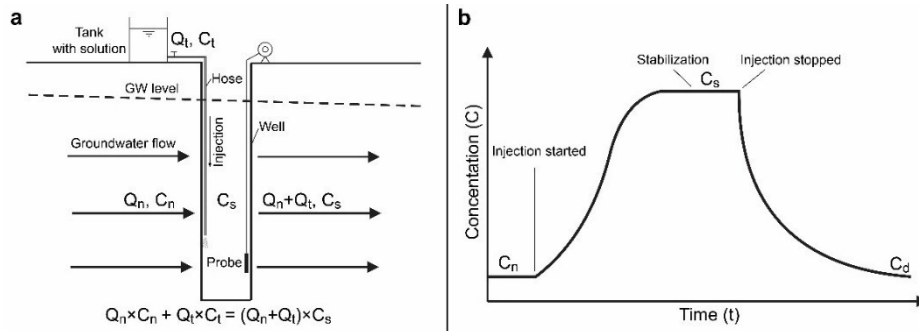 a
Tank
with solution
Qt, Ct
Hose
GW level
Injection
Well
Groundwater flow
Qn, Cn
Cs
Qn+Qt, Cs
Probe
Qn×Cn + Qt×Ct = (Qn+Qt)×Cs
b
Concentation (C)
Stabilization
Cs
Injection stopped
Injection started
Cn
Cd
Time (t)